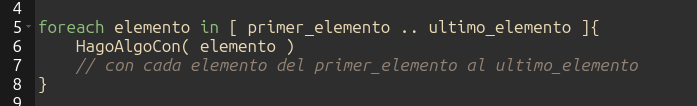 4
5 foreach elemento in [ primer_elemento .. ultimo_elemento ]{
6 HagoAlgoCon( elemento )
7 // con cada elemento del primer_elemento al ultimo_elemento
8 }
9